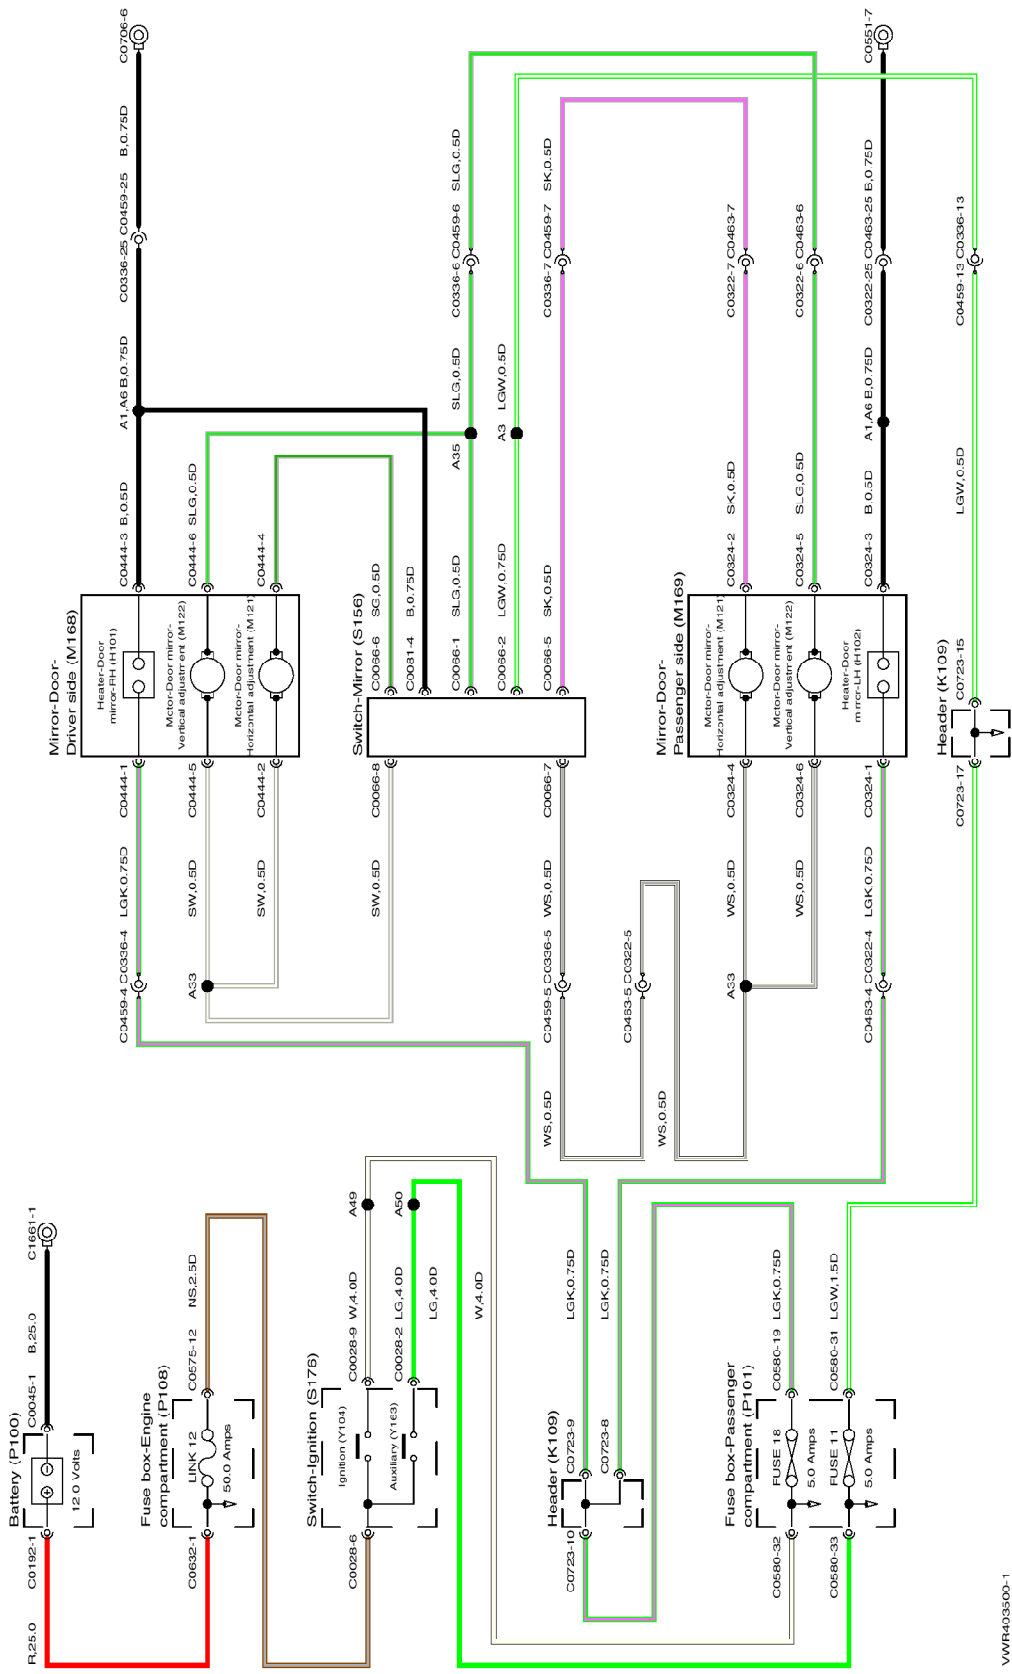 Battery (P100)
C0192-1
12.0 Volts
C0045-1
B,25.0
C1661-1
R,25.0
Fuse box-Engine
compartment (P108)
C0632-1
LINK 12
50.0 Amps
C0575-12
NS,2.5D
Switch-Ignition (S175)
C0028-6
Ignition (Y104)
Auxiliary (Y163)
C0028-9
W,4.0D
A49
C0028-2
LG,4.0D
A50
LG,4.0D
W,4.0D
Header (K109)
C0723-10
C0723-9
LGK,0.75D
C0723-8
LGK,0.75D
Fuse box-Passenger
compartment (P101)
C0580-32
FUSE 18
5.0 Amps
C0580-19
LGK,0.75D
C0580-33
FUSE 11
5.0 Amps
C0580-31
LGW,1.5D
Mirror-Door-
Driver side (M168)
C0459-4
C0336-4
LGK,0.75D
C0444-1
Heater-Door
mirror-RH (H101)
C0444-3
B,0.5D
A1,A6
B,0.75D
C0336-25
C0459-25
B,0.75D
C0706-6
A33
SW,0.5D
C0444-5
Motor-Door mirror-
Vertical adjustment (M122)
C0444-6
SLG,0.5D
SW,0.5D
C0444-2
Motor-Door mirror-
Horizontal adjustment (M121)
C0444-4
Switch-Mirror (S156)
SW,0.5D
C0066-8
C0066-6
SG,0.5D
C0081-4
B,0.75D
C0066-1
SLG,0.5D
A35
SLG,0.5D
C0336-6
C0459-6
SLG,0.5D
C0066-2
LGW,0.75D
A3
LGW,0.5D
WS,0.5D
C0459-5
C0336-5
WS,0.5D
C0066-7
C0066-5
SK,0.5D
C0336-7
C0459-7
SK,0.5D
C0463-5
C0322-5
WS,0.5D
Mirror-Door-
Passenger side (M169)
A33
WS,0.5D
C0324-4
Motor-Door mirror-
Horizontal adjustment (M121)
C0324-2
SK,0.5D
C0322-7
C0463-7
WS,0.5D
C0324-6
Motor-Door mirror-
Vertical adjustment (M122)
C0324-5
SLG,0.5D
C0322-6
C0463-6
C0463-4
C0322-4
LGK,0.75D
C0324-1
Heater-Door
mirror-LH (H102)
C0324-3
B,0.5D
A1,A6
B,0.75D
C0322-25
C0463-25
B,0.75D
C0551-7
Header (K109)
C0723-17
C0723-15
LGW,0.5D
C0459-13
C0336-13
VWR403500-1